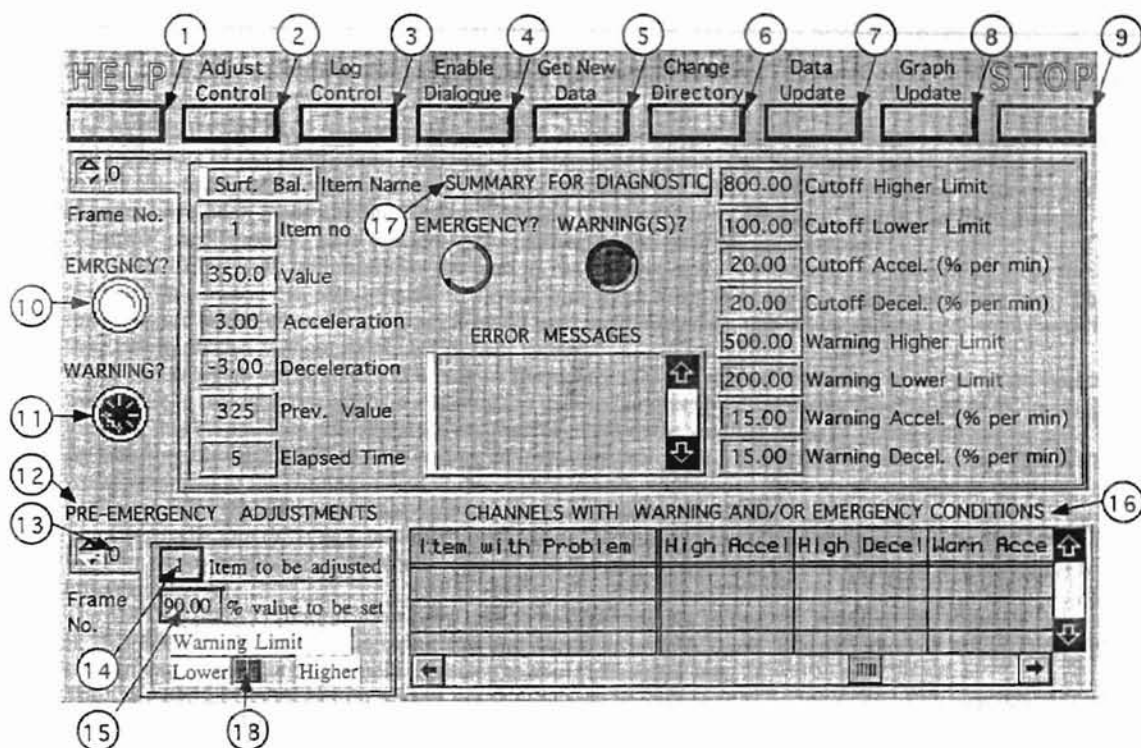 1 2 3 4 5 6 7 8 9
HELP Adjust Control Log Control Enable Dialogue Get New Data Change Directory Data Update Graph Update STOP
0
Frame No.
EMRGNCY?
10
WARNING?
11
Surf. Bal. Item Name
1 Item no
350.0 Value
3.00 Acceleration
-3.00 Deceleration
325 Prev. Value
5 Elapsed Time
17
SUMMARY FOR DIAGNOSTIC
EMERGENCY? WARNING(S)?
ERROR MESSAGES
800.00 Cutoff Higher Limit
100.00 Cutoff Lower Limit
20.00 Cutoff Accel. (% per min)
20.00 Cutoff Decel. (% per min)
500.00 Warning Higher Limit
200.00 Warning Lower Limit
15.00 Warning Accel. (% per min)
15.00 Warning Decel. (% per min)
12
PRE-EMERGENCY ADJUSTMENTS
13
0
Frame No.
1 Item to be adjusted
90.00 % value to be set
Warning Limit
Lower Higher
14
15
18
CHANNELS WITH WARNING AND/OR EMERGENCY CONDITIONS
16
Item with Problem High Accel High Decel Warn Acce